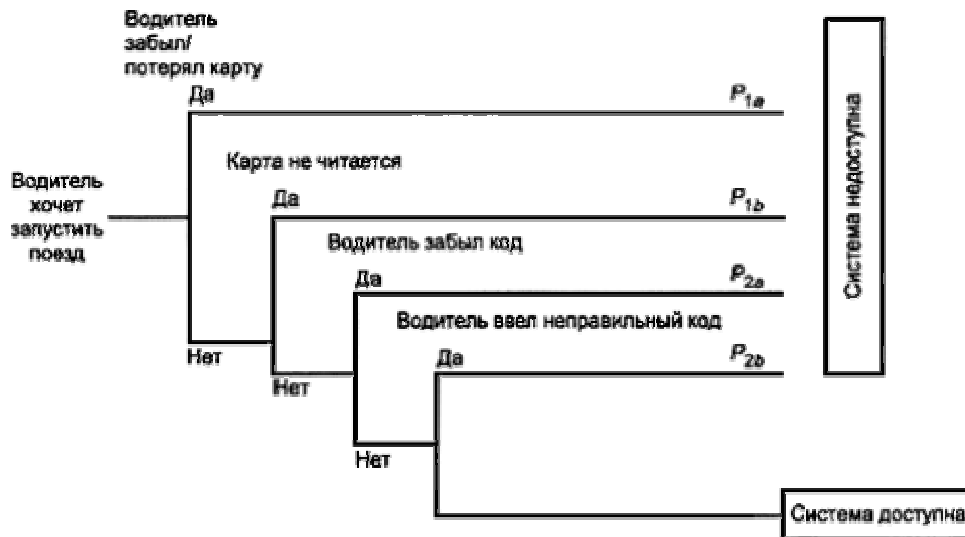 Водитель
забыл/
потерял карту
Да
P1a
Карта не читается
Водитель
хочет
запустить
поезд
Да
P1b
Водитель забыл код
Да
P2a
Водитель ввел неправильный код
Нет
Да
P2b
Нет
Нет
Система недоступна
Система доступна